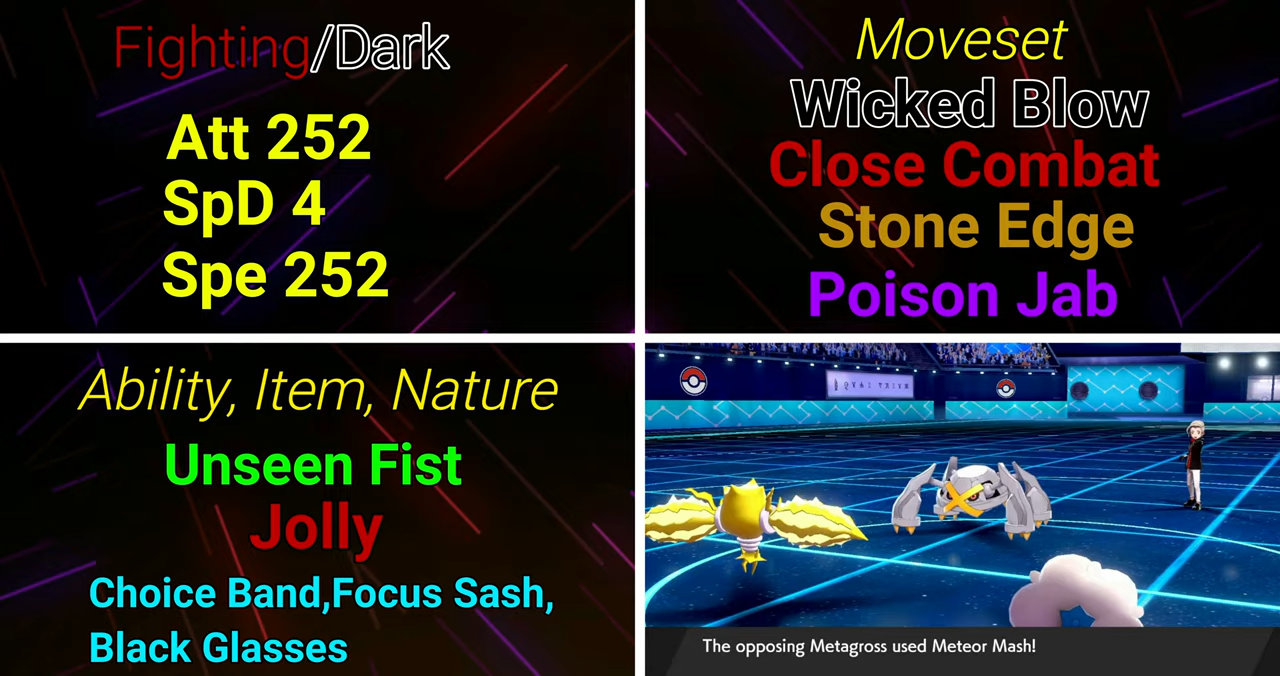 Fighting/Dark
Att 252
SpD 4
Spe 252
Moveset
Wicked Blow
Close Combat
Stone Edge
Poison Jab
Ability, Item, Nature
Unseen Fist
Jolly
Choice Band,Focus Sash,
Black Glasses
The opposing Metagross used Meteor Mash!